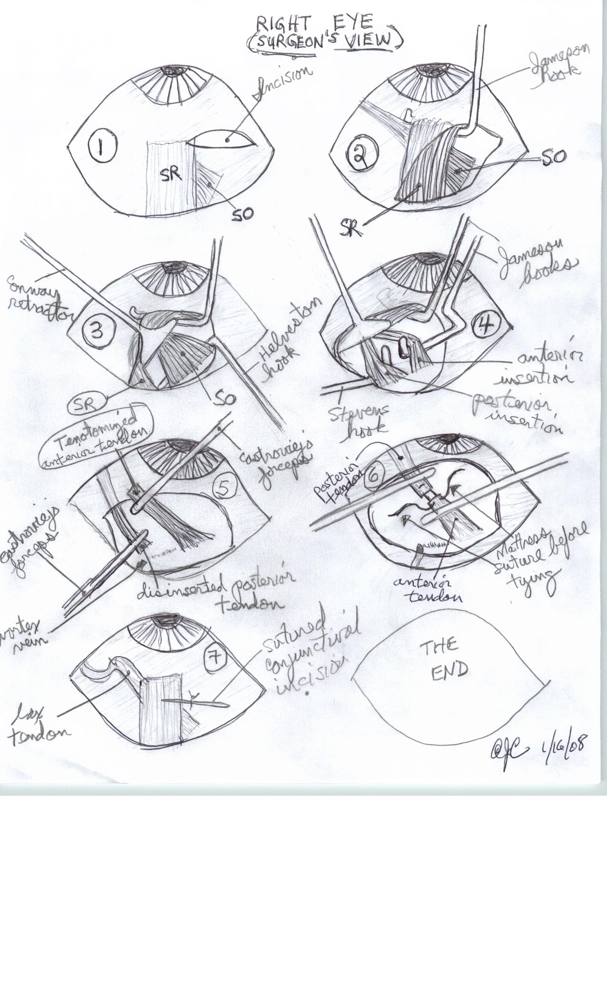 RIGHT EYE
(SURGEON'S VIEW)
Incision
1
SR
SO
Jameson
hook
2
SO
SR
Conway
retractor
3
Helveston
hook
SR
SO
Jameson
hooks
4
anterior
insertion
posterior
insertion
Stevens
hook
Tenotomized
anterior tendon
castroviejo
forceps
5
castroviejo
forceps
disinserted posterior
tendon
vortex
vein
Posterior
tendon
6
Mattress
suture before
tying
anterior
tendon
7
sutured
conjunctival
incision
lax
tendon
THE
END
@JC 1/16/08